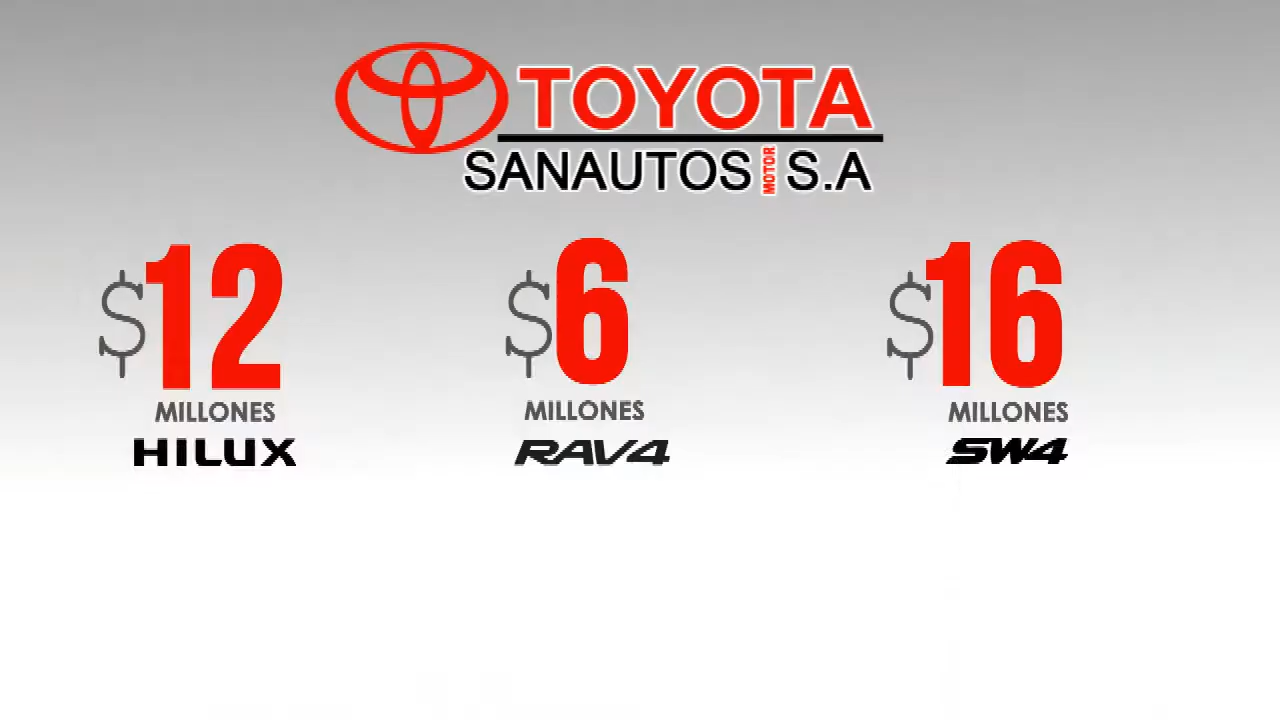 TOYOTA
SANAUTOS MOTOR S.A
$12 $6 $16
MILLONES MILLONES MILLONES
HILUX RAV4 SW4